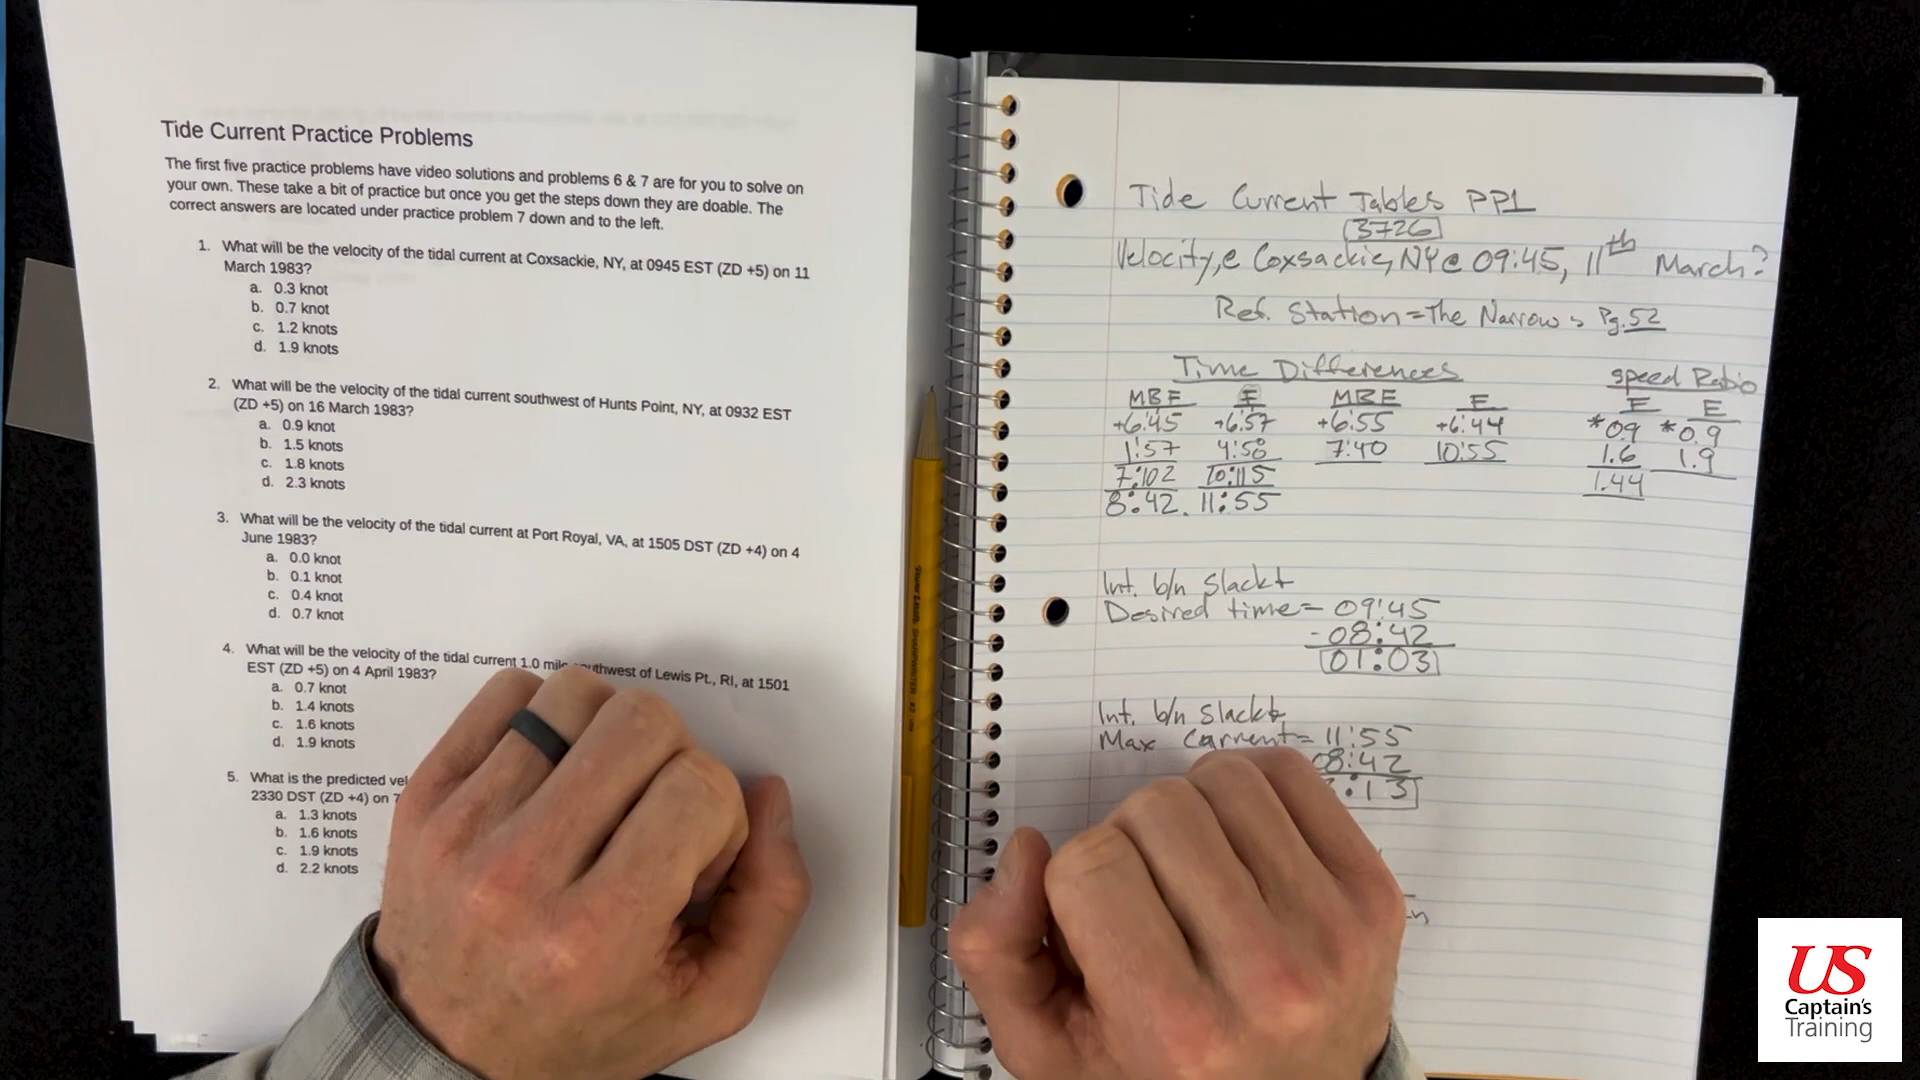 Tide Current Practice Problems
The first five practice problems have video solutions and problems 6 & 7 are for you to solve on
your own. These take a bit of practice but once you get the steps down they are doable. The
correct answers are located under practice problem 7 down and to the left.
1. What will be the velocity of the tidal current at Coxsackie, NY, at 0945 EST (ZD +5) on 11
March 1983?
a. 0.3 knot
b. 0.7 knot
c. 1.2 knots
d. 1.9 knots
2. What will be the velocity of the tidal current southwest of Hunts Point, NY, at 0932 EST
(ZD +5) on 16 March 1983?
a. 0.9 knot
b. 1.5 knots
c. 1.8 knots
d. 2.3 knots
3. What will be the velocity of the tidal current at Port Royal, VA, at 1505 DST (ZD +4) on 4
June 1983?
a. 0.0 knot
b. 0.1 knot
c. 0.4 knot
d. 0.7 knot
4. What will be the velocity of the tidal current 1.0 mile of Lewis Pt., RI, at 1501
EST (ZD +5) on 4 April 1983?
a. 0.7 knot
b. 1.4 knots
c. 1.6 knots
d. 1.9 knots
5. What is the predicted
2330 DST (ZD +4) on 7
a. 1.3 knots
b. 1.6 knots
c. 1.9 knots
d. 2.2 knots
Tide Current Tables PP1
3726
Velocity, @ Coxsackie, NY @ 09:45, 11th March?
Ref. Station = The Narrows Pg. 52
Time Differences Speed Ratio
MBF F MBE E F E
+6:45 +6:57 +6:55 +6:44 *0.9 *0.9
1:57 4:58 7:40 10:55 1.6 1.9
7:102 10:115 1.44
8:42 11:55
Int. b/n Slack +
Desired time = 09:45
-08:42
01:03
Int. b/n Slack +
Max Current = 11:55
08:42
:13
US
Captain's
Training